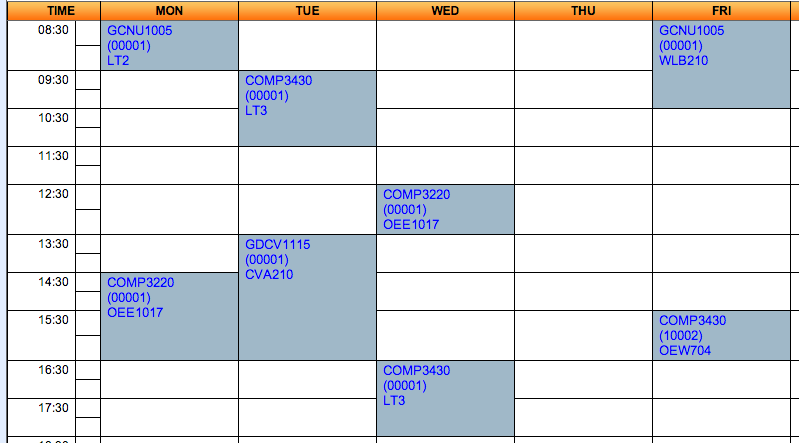 TIME MON TUE WED THU FRI
08:30 GCNU1005 GCNU1005
(00001) (00001)
LT2 WLB210
09:30 COMP3430
(00001)
LT3
10:30
11:30
12:30 COMP3220
(00001)
OEE1017
13:30 GDCV1115
(00001)
CVA210
14:30 COMP3220
(00001)
OEE1017
15:30 COMP3430
(10002)
OEW704
16:30 COMP3430
(00001)
LT3
17:30